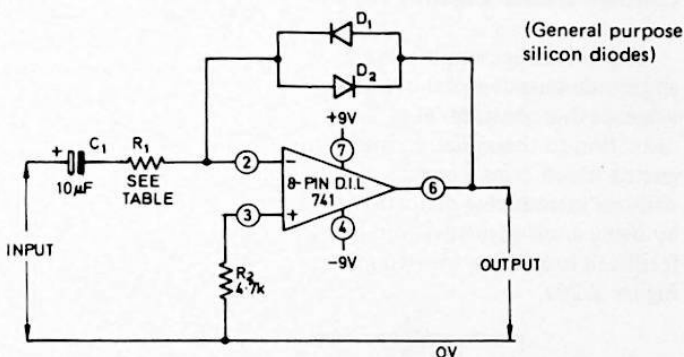 (General purpose
silicon diodes)
D1
D2
+9V
+
C1
10µF
R1
SEE
TABLE
2
−
7
8-PIN D.I.L
741
6
3
+
4
−9V
INPUT
R2
4.7k
OUTPUT
0V